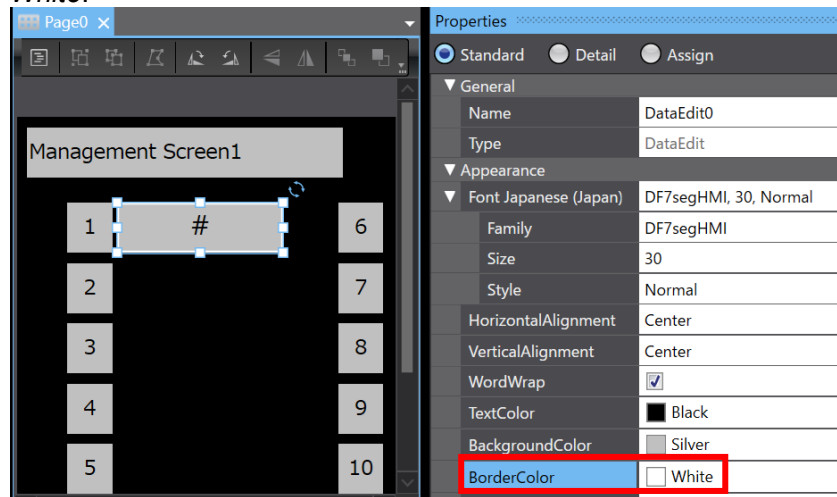 White.
Page0
Management Screen1
1 # 6
2 7
3 8
4 9
5 10
Properties
Standard Detail Assign
General
Name DataEdit0
Type DataEdit
Appearance
Font Japanese (Japan) DF7segHMI, 30, Normal
Family DF7segHMI
Size 30
Style Normal
HorizontalAlignment Center
VerticalAlignment Center
WordWrap
TextColor Black
BackgroundColor Silver
BorderColor White